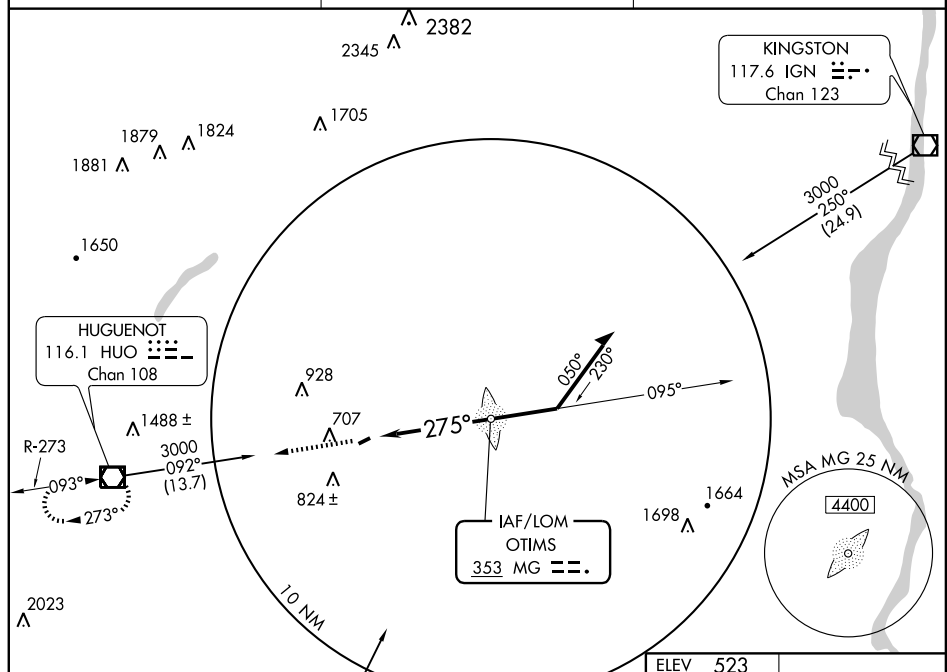 2382
2345
KINGSTON
117.6 IGN
Chan 123
1705
1824
1879
1881
3000
250°
(24.9)
1650
HUGUENOT
116.1 HUO
Chan 108
928
050°
230°
095°
707
275°
1488 ±
R-273
3000
092°
(13.7)
093°
273°
824 ±
MSA MG 25 NM
4400
1664
1698
IAF/LOM
OTIMS
353 MG
2023
10 NM
ELEV 523